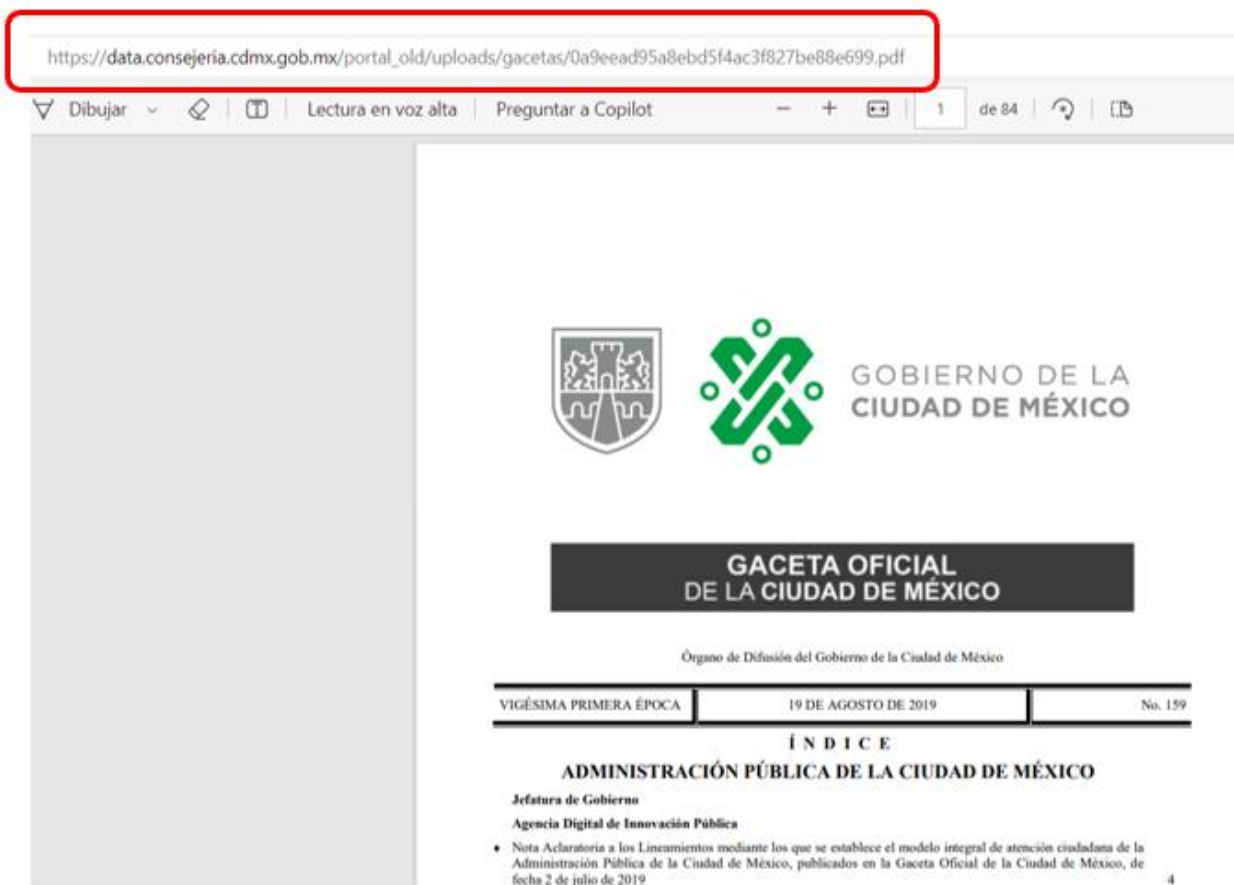 https://data.consejeria.cdmx.gob.mx/portal_old/uploads/gacetas/0a9eead95a8ebd5f4ac3f827be88e699.pdf
Dibujar Lectura en voz alta Preguntar a Copilot 1 de 84
GOBIERNO DE LA
CIUDAD DE MÉXICO
GACETA OFICIAL
DE LA CIUDAD DE MÉXICO
Órgano de Difusión del Gobierno de la Ciudad de México
VIGÉSIMA PRIMERA ÉPOCA 19 DE AGOSTO DE 2019 No. 159
Í N D I C E
ADMINISTRACIÓN PÚBLICA DE LA CIUDAD DE MÉXICO
Jefatura de Gobierno
Agencia Digital de Innovación Pública
• Nota Aclaratoria a los Lineamientos mediante los que se establece el modelo integral de atención ciudadana de la
Administración Pública de la Ciudad de México, publicados en la Gaceta Oficial de la Ciudad de México, de
fecha 2 de julio de 2019 4